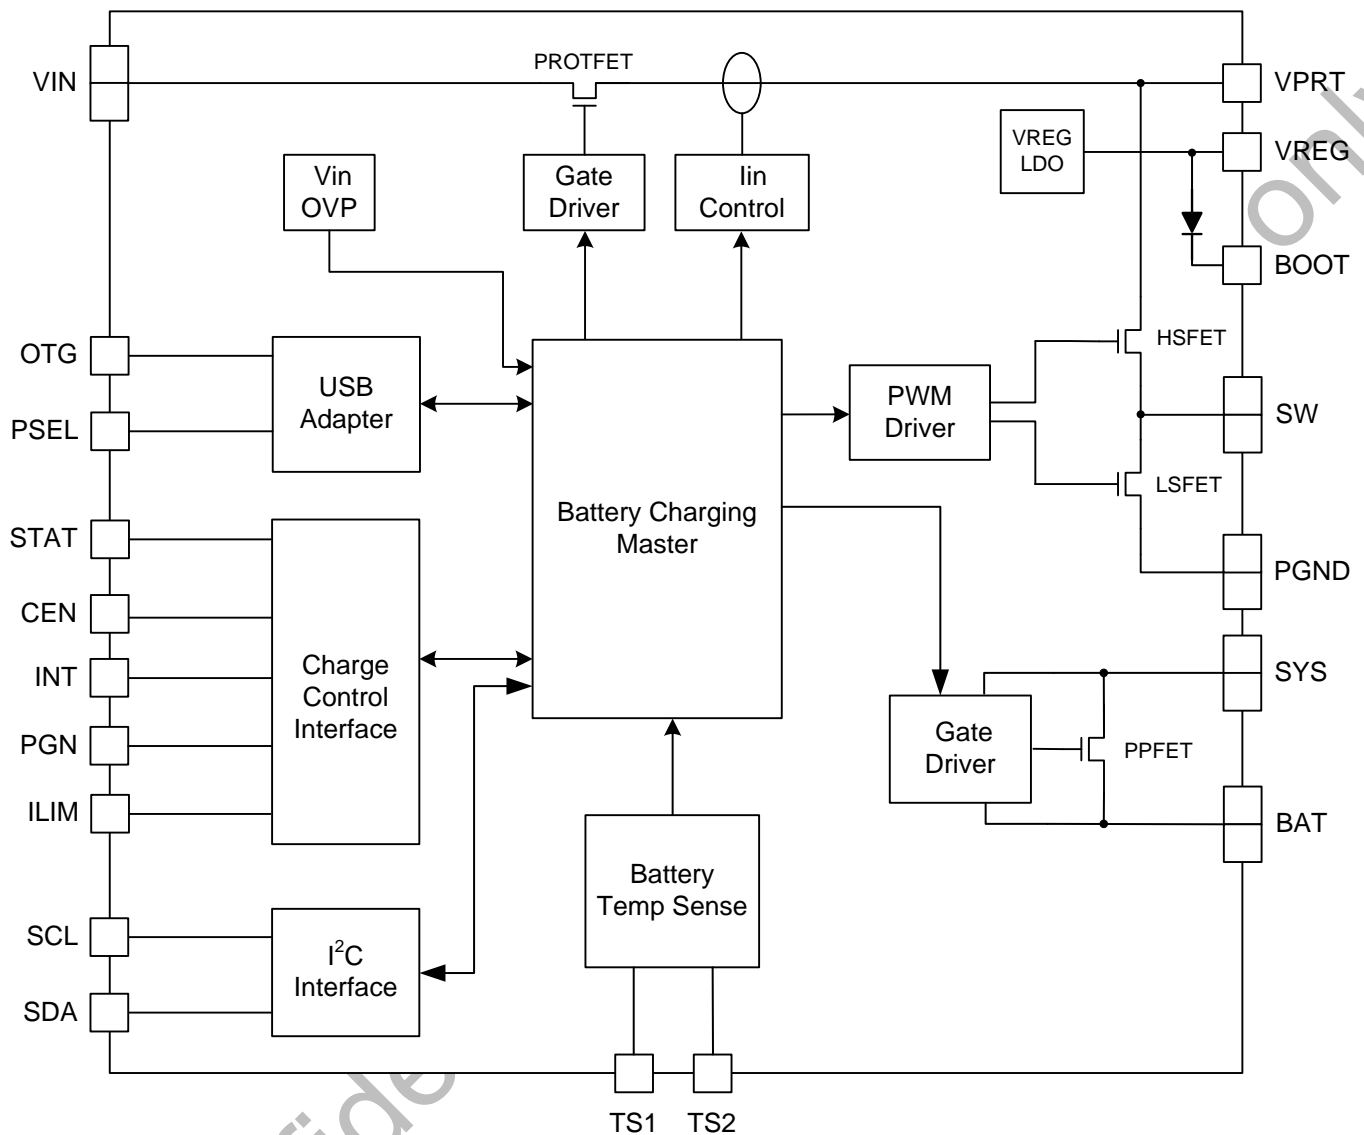 PROTFET
VIN
VPRT
VREG
LDO
VREG
Vin
OVP
Gate
Driver
Iin
Control
only
BOOT
OTG
USB
Adapter
HSFET
PSEL
PWM
Driver
SW
LSFET
STAT
Battery Charging
Master
PGND
CEN
INT
Charge
Control
Interface
SYS
PGN
Gate
Driver
PPFET
ILIM
BAT
Battery
Temp Sense
SCL
I²C
Interface
SDA
TS1
TS2